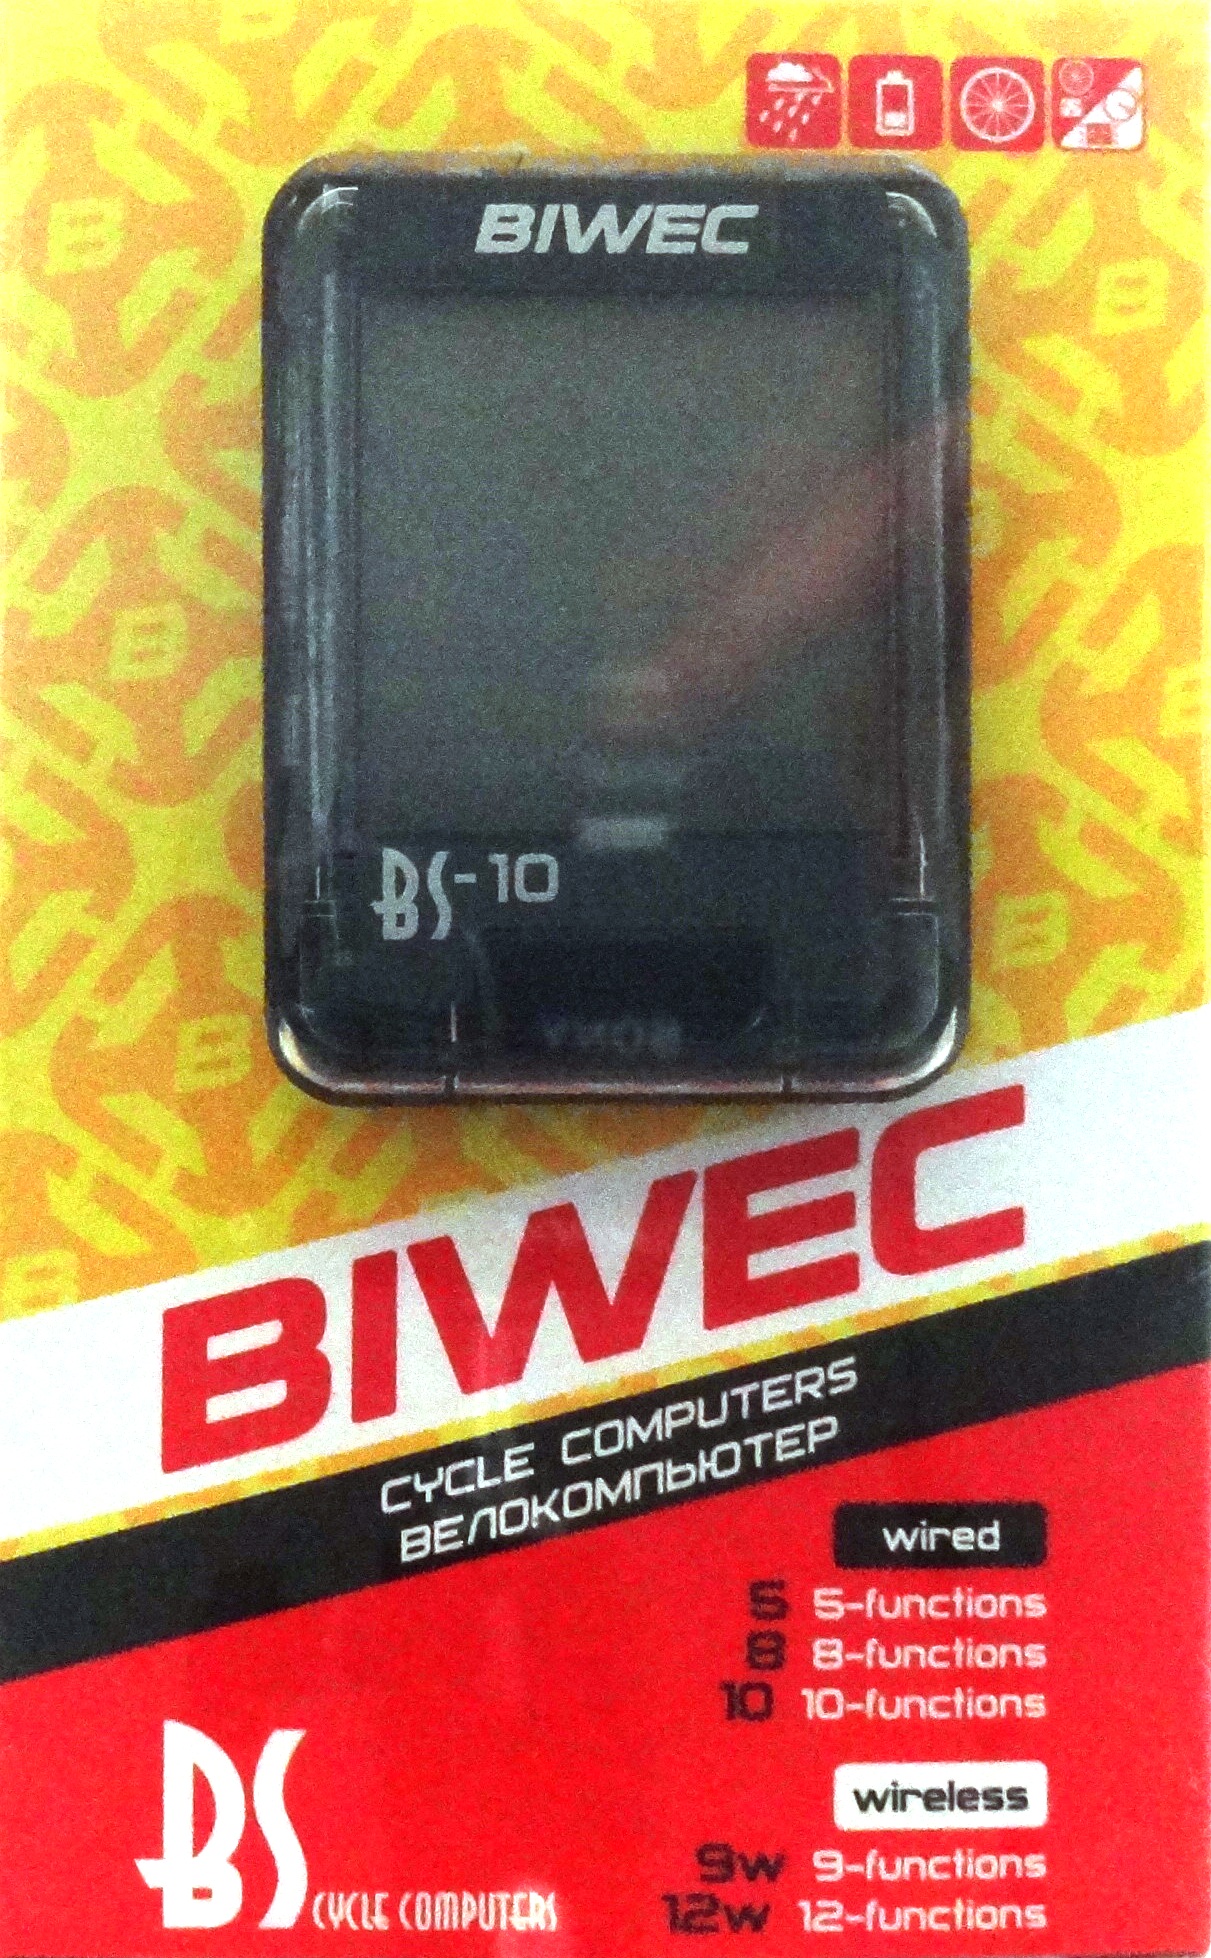 BIWEC
BS-10
BIWEC
CYCLE COMPUTERS
ВЕЛОКОМПЬЮТЕР
wired
5 5-functions
8 8-functions
10 10-functions
wireless
9w 9-functions
12w 12-functions
BS CYCLE COMPUTERS